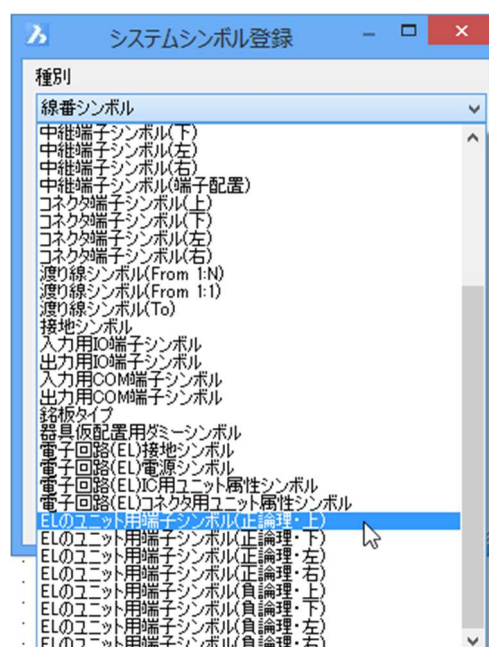 システムシンボル登録
種別
線番シンボル
中継端子シンボル(下)
中継端子シンボル(左)
中継端子シンボル(右)
中継端子シンボル(端子配置)
コネクタ端子シンボル(上)
コネクタ端子シンボル(下)
コネクタ端子シンボル(左)
コネクタ端子シンボル(右)
渡り線シンボル(From 1:N)
渡り線シンボル(From 1:1)
渡り線シンボル(To)
接地シンボル
入力用IO端子シンボル
出力用IO端子シンボル
入力用COM端子シンボル
出力用COM端子シンボル
銘板タイプ
器具仮配置用ダミーシンボル
電子回路(EL)接地シンボル
電子回路(EL)電源シンボル
電子回路(EL)IC用ユニット属性シンボル
電子回路(EL)コネクタ用ユニット属性シンボル
ELのユニット用端子シンボル(正論理・上)
ELのユニット用端子シンボル(正論理・下)
ELのユニット用端子シンボル(正論理・左)
ELのユニット用端子シンボル(正論理・右)
ELのユニット用端子シンボル(負論理・上)
ELのユニット用端子シンボル(負論理・下)
ELのユニット用端子シンボル(負論理・左)
ELのユニット用端子シンボル(負論理・右)